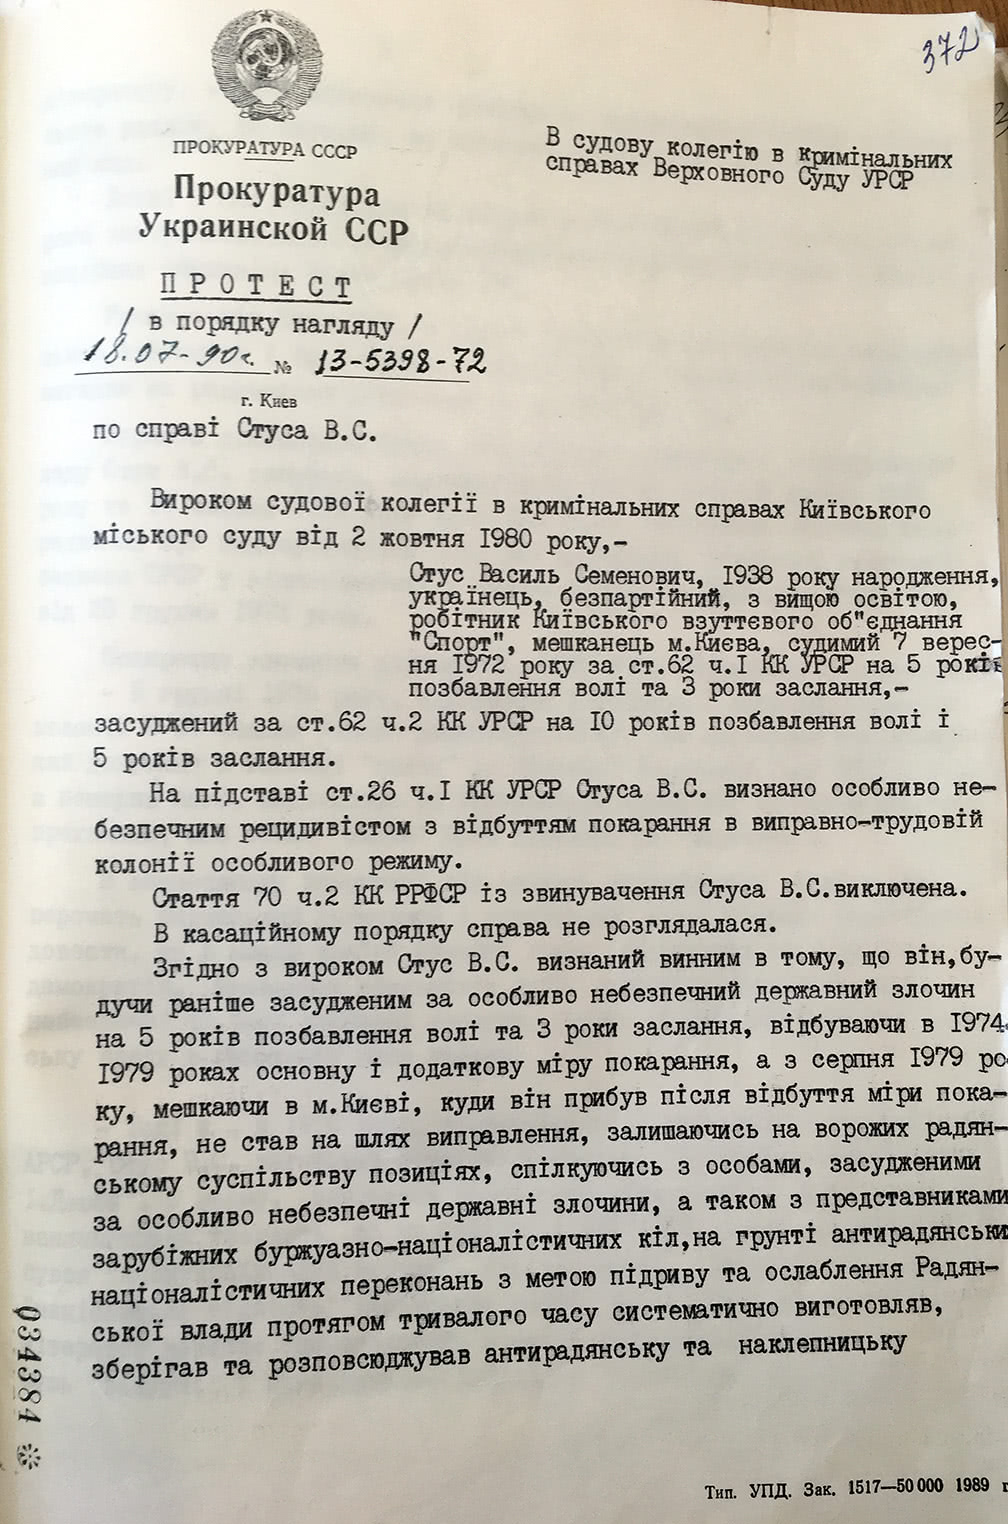 372
ПРОКУРАТУРА СССР
Прокуратура
Украинской ССР
В судову колегію в кримінальних
справах Верховного Суду УРСР
ПРОТЕСТ
/ в порядку нагляду /
18.07-90г. № 13-5398-72
г. Киев
по справі Стуса В.С.
Вироком судової колегії в кримінальних справах Київського
міського суду від 2 жовтня 1980 року,-
Стус Василь Семенович, 1938 року народження,
українець, безпартійний, з вищою освітою,
робітник Київського взуттєвого об"єднання
"Спорт", мешканець м.Києва, судимий 7 верес-
ня 1972 року за ст.62 ч.I КК УРСР на 5 років
позбавлення волі та 3 роки заслання,-
засуджений за ст.62 ч.2 КК УРСР на 10 років позбавлення волі і
5 років заслання.
На підставі ст.26 ч.I КК УРСР Стуса В.С. визнано особливо не-
безпечним рецидивістом з відбуттям покарання в виправно-трудовій
колонії особливого режиму.
Стаття 70 ч.2 КК РРФСР із звинувачення Стуса В.С.виключена.
В касаційному порядку справа не розглядалася.
Згідно з вироком Стус В.С. визнаний винним в тому, що він,бу-
дучи раніше засудженим за особливо небезпечний державний злочин
на 5 років позбавлення волі та 3 роки заслання, відбуваючи в 1974-
1979 роках основну і додаткову міру покарання, а з серпня 1979 ро-
ку, мешкаючи в м.Києві, куди він прибув після відбуття міри пока-
рання, не став на шлях виправлення, залишаючись на ворожих радян-
ському суспільству позиціях, спілкуючись з особами, засудженими
за особливо небезпечні державні злочини, а також з представниками
зарубіжних буржуазно-націоналістичних кіл,на грунті антирадянських
націоналістичних переконань з метою підриву та ослаблення Радян-
ської влади протягом тривалого часу систематично виготовляв,
зберігав та розповсюджував антирадянську та наклепницьку
034384 *
Тип. УПД. Зак. 1517—50 000 1989 г